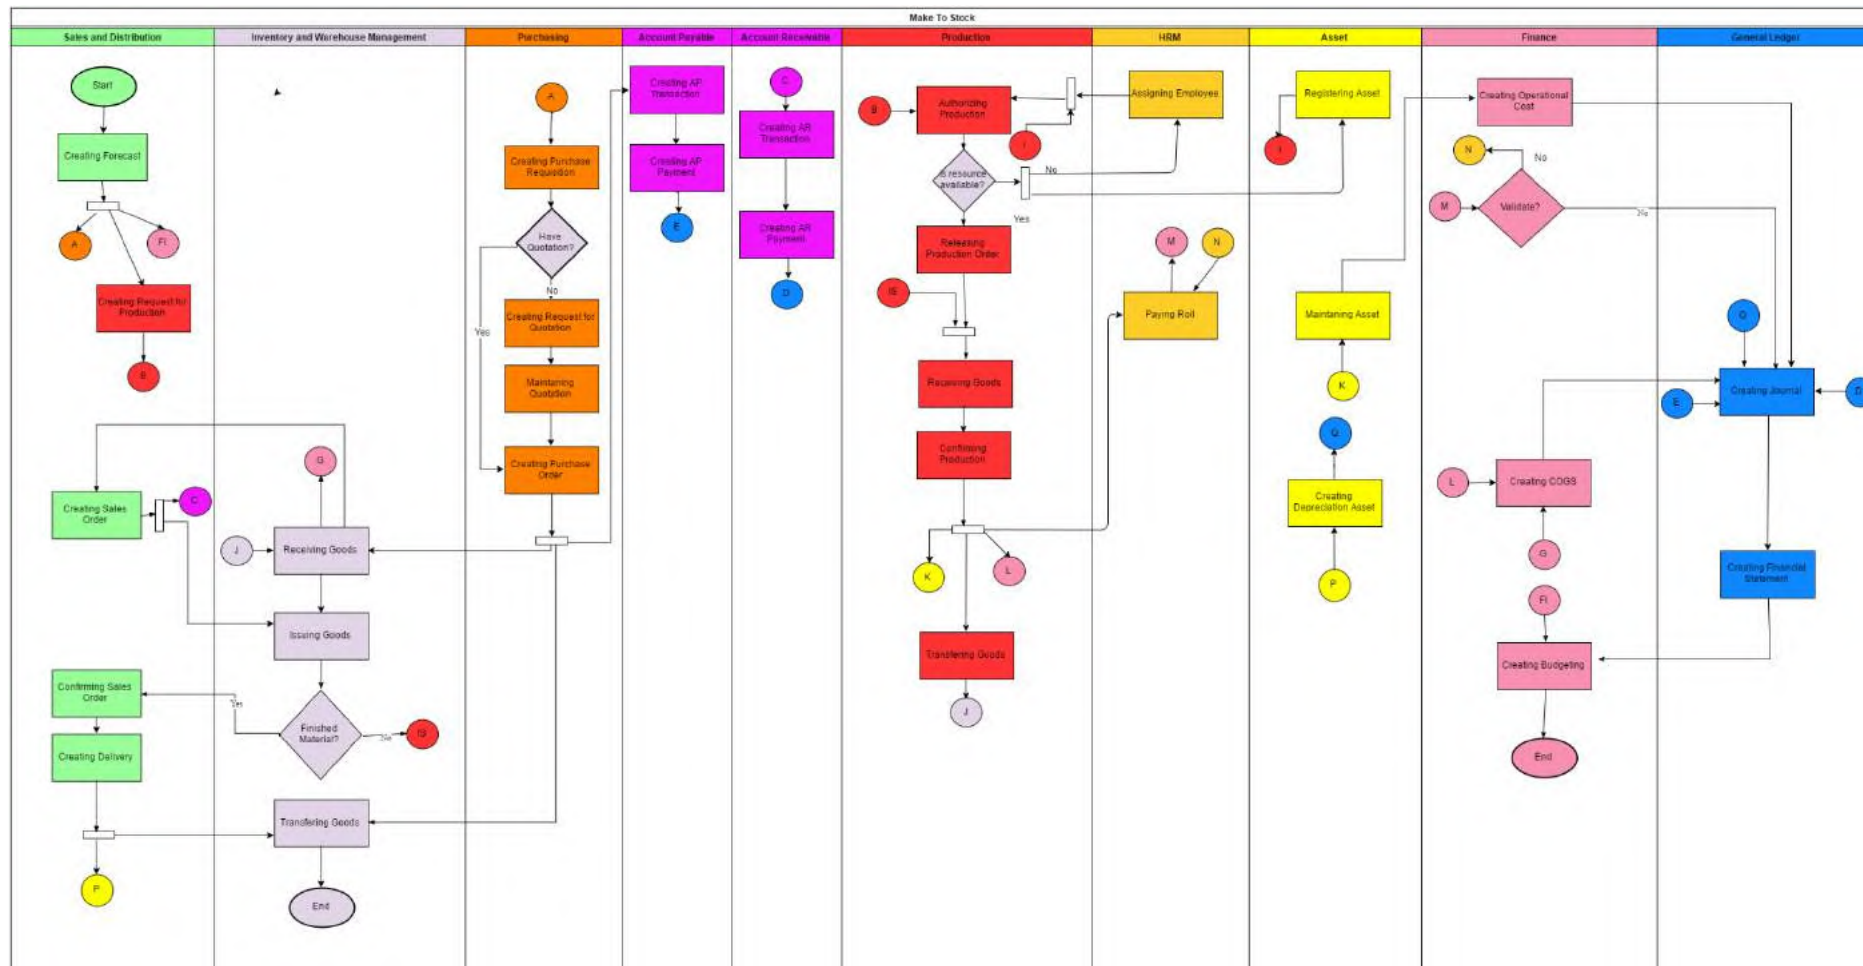 Make To Stock
Sales and Distribution
Inventory and Warehouse Management
Purchasing
Account Payable
Account Receivable
Production
HRM
Asset
Finance
General Ledger
Start
Creating Forecast
A
FI
Creating Request for
Production
B
Creating Sales
Order
C
Confirming Sales
Order
Creating Delivery
P
G
J
Receiving Goods
Issuing Goods
Finished
Material?
Yes
IS
Transfering Goods
End
A
Creating Purchase
Requisition
Have
Quotation?
No
Yes
Creating Request for
Quotation
Maintaning
Quotation
Creating Purchase
Order
Creating AP
Transaction
Creating AP
Payment
E
C
Creating AR
Transaction
Creating AR
Payment
D
B
Authorizing
Production
I
Is resource
available?
No
Yes
Releasing
Production Order
IS
Receiving Goods
Confirming
Production
K
L
Transfering Goods
J
Assigning Employee
M
N
Paying Roll
Registering Asset
I
Maintaning Asset
K
Q
Creating
Depreciation Asset
P
Creating Operational
Cost
N
No
M
Validate?
L
Creating COGS
G
FI
Creating Budgeting
End
Q
E
Creating Journal
D
Creating Financial
Statement